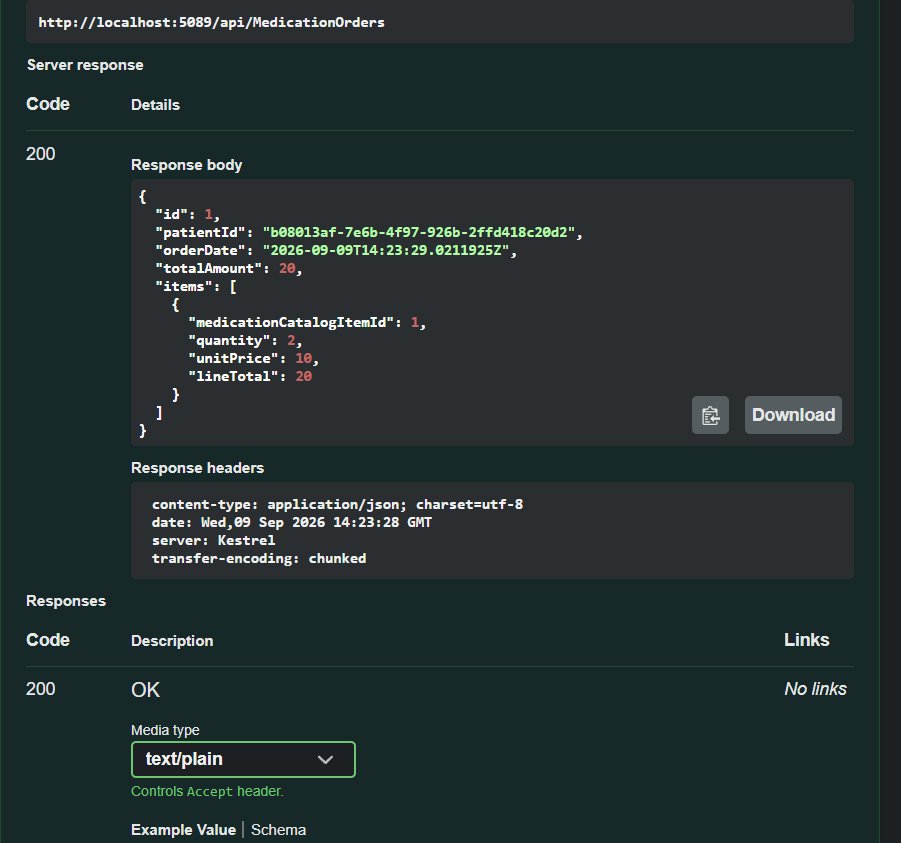 http://localhost:5089/api/MedicationOrders
Server response
Code Details
200
Response body
{
  "id": 1,
  "patientId": "b08013af-7e6b-4f97-926b-2ffd418c20d2",
  "orderDate": "2026-09-09T14:23:29.0211925Z",
  "totalAmount": 20,
  "items": [
    {
      "medicationCatalogItemId": 1,
      "quantity": 2,
      "unitPrice": 10,
      "lineTotal": 20
    }
  ]
}
Download
Response headers
content-type: application/json; charset=utf-8
date: Wed,09 Sep 2026 14:23:28 GMT
server: Kestrel
transfer-encoding: chunked
Responses
Code Description Links
200 OK No links
Media type
text/plain
Controls Accept header.
Example Value | Schema